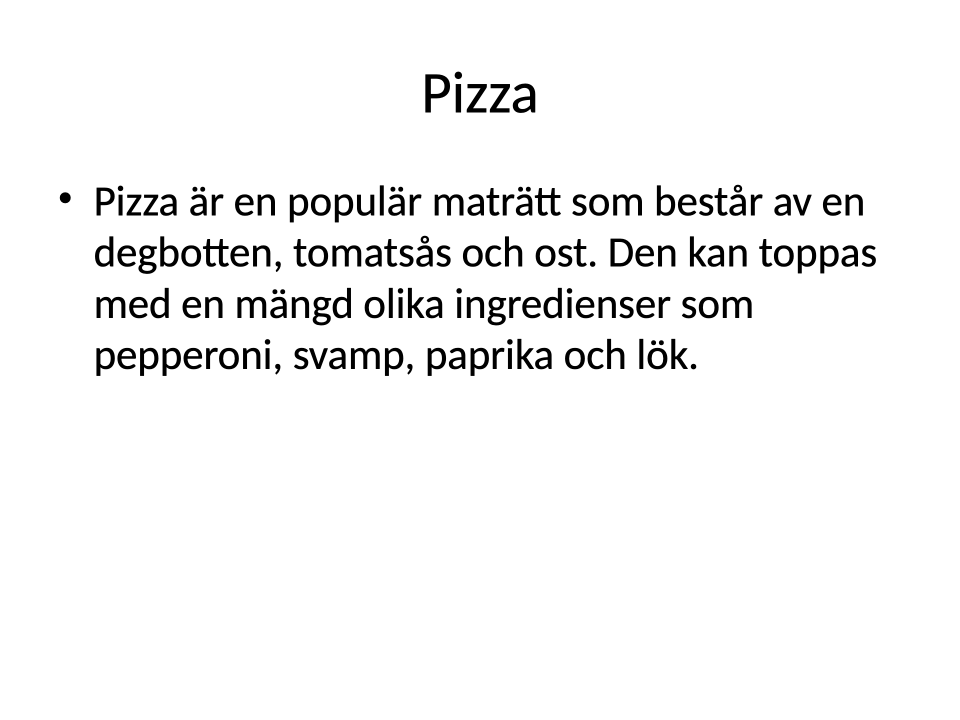 Pizza
• Pizza är en populär maträtt som består av en
degbotten, tomatsås och ost. Den kan toppas
med en mängd olika ingredienser som
pepperoni, svamp, paprika och lök.